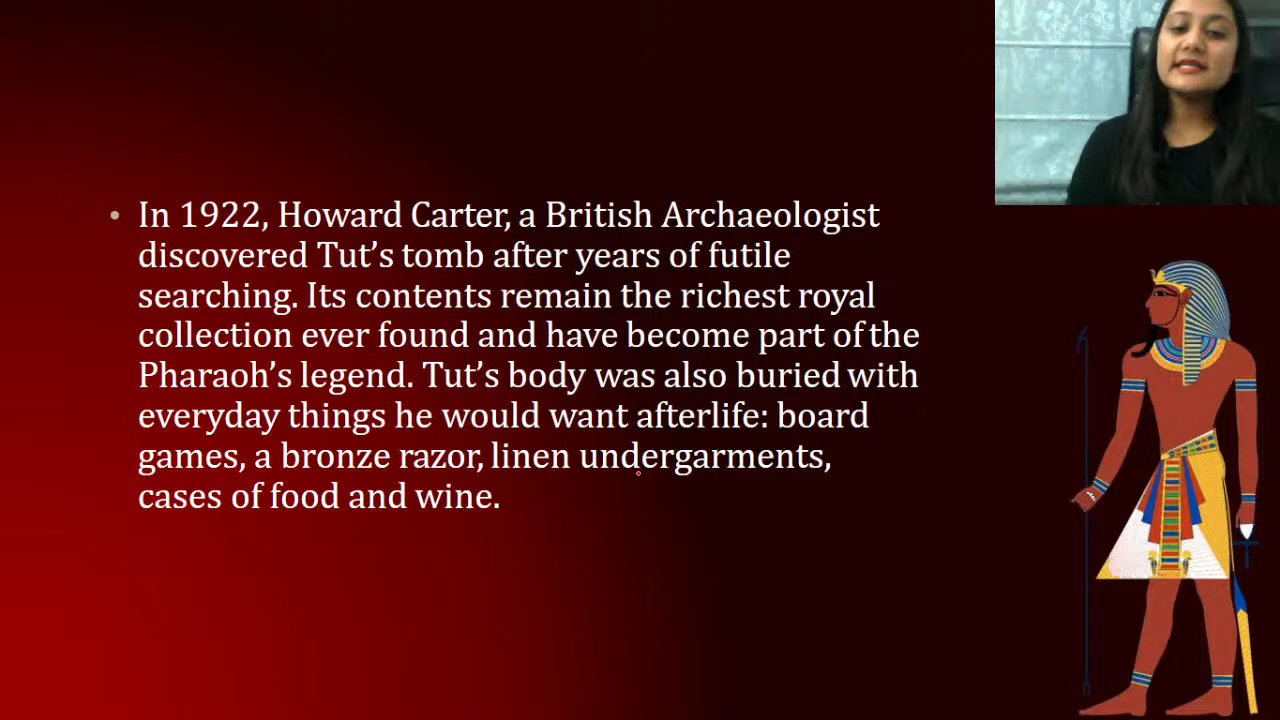 In 1922, Howard Carter, a British Archaeologist
discovered Tut's tomb after years of futile
searching. Its contents remain the richest royal
collection ever found and have become part of the
Pharaoh's legend. Tut's body was also buried with
everyday things he would want afterlife: board
games, a bronze razor, linen undergarments,
cases of food and wine.